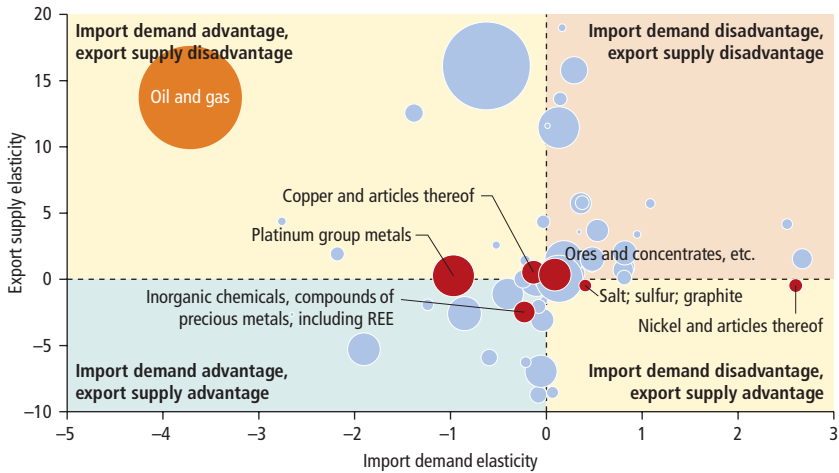 20
15
10
5
0
−5
−10
Export supply elasticity
Import demand advantage,
export supply disadvantage
Import demand disadvantage,
export supply disadvantage
Oil and gas
Copper and articles thereof
Platinum group metals
Ores and concentrates, etc.
Inorganic chemicals, compounds of
precious metals, including REE
Salt; sulfur; graphite
Nickel and articles thereof
Import demand advantage,
export supply advantage
Import demand disadvantage,
export supply advantage
−5
−4
−3
−2
−1
0
1
2
3
Import demand elasticity